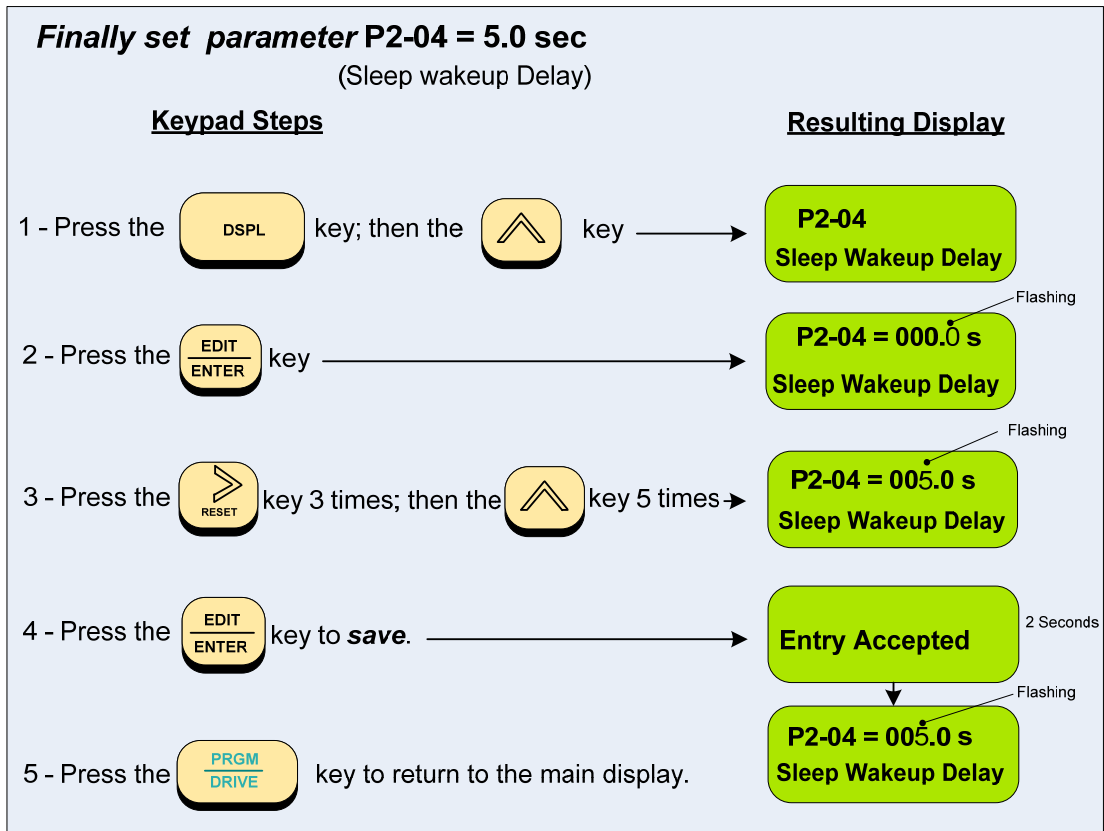 Finally set parameter P2-04 = 5.0 sec
(Sleep wakeup Delay)
Keypad Steps
Resulting Display
1 - Press the DSPL key; then the key
P2-04
Sleep Wakeup Delay
Flashing
2 - Press the EDIT ENTER key
P2-04 = 000.0 s
Sleep Wakeup Delay
Flashing
3 - Press the RESET key 3 times; then the key 5 times
P2-04 = 005.0 s
Sleep Wakeup Delay
4 - Press the EDIT ENTER key to save.
Entry Accepted
2 Seconds
Flashing
P2-04 = 005.0 s
Sleep Wakeup Delay
5 - Press the PRGM DRIVE key to return to the main display.